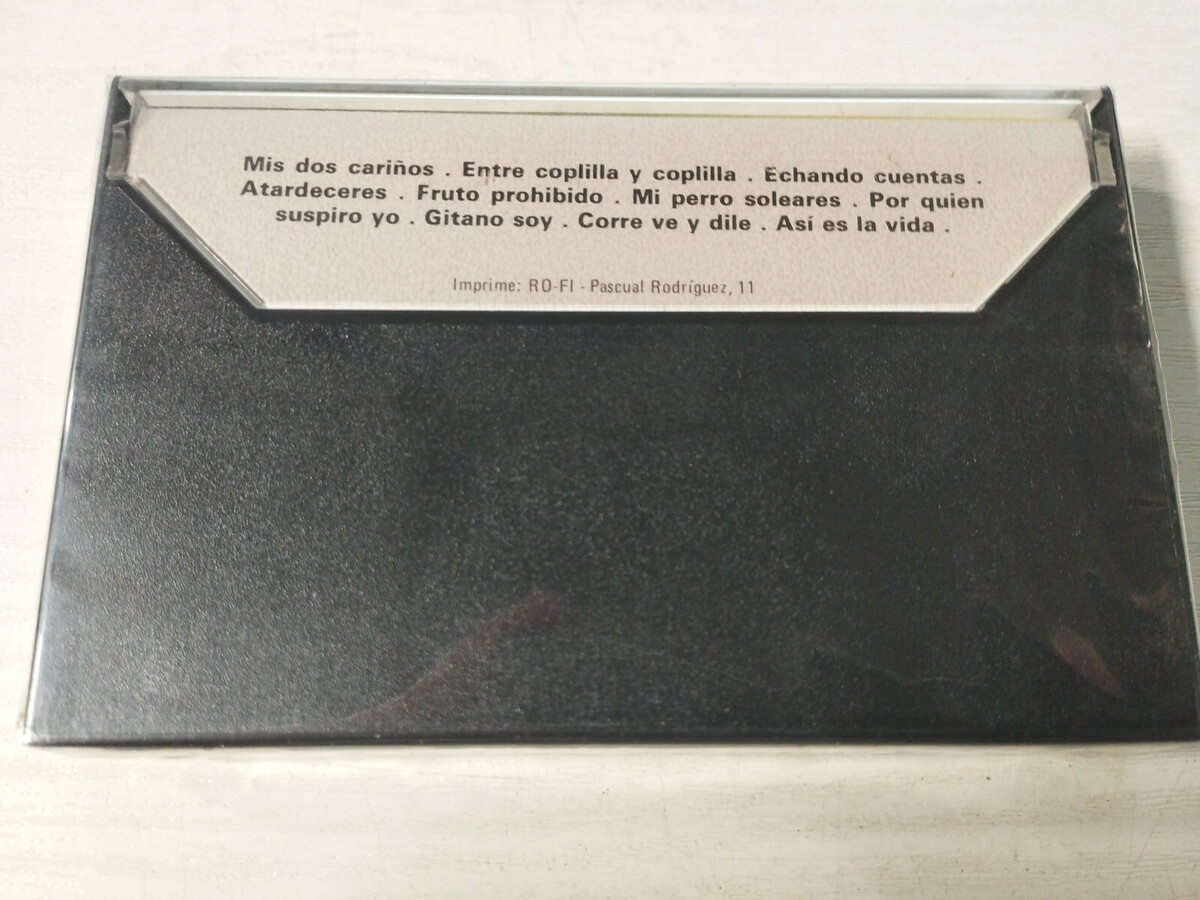 Mis dos cariños . Entre coplilla y coplilla . Echando cuentas .
Atardeceres . Fruto prohibido . Mi perro soleares . Por quien
suspiro yo . Gitano soy . Corre ve y dile . Así es la vida .
Imprime: RO-FI - Pascual Rodríguez, 11